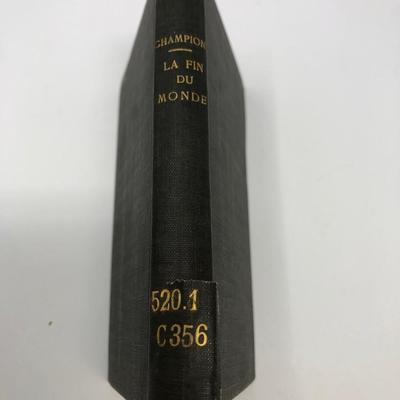 CHAMPION
LA FIN
DU
MONDE
520.1
C356